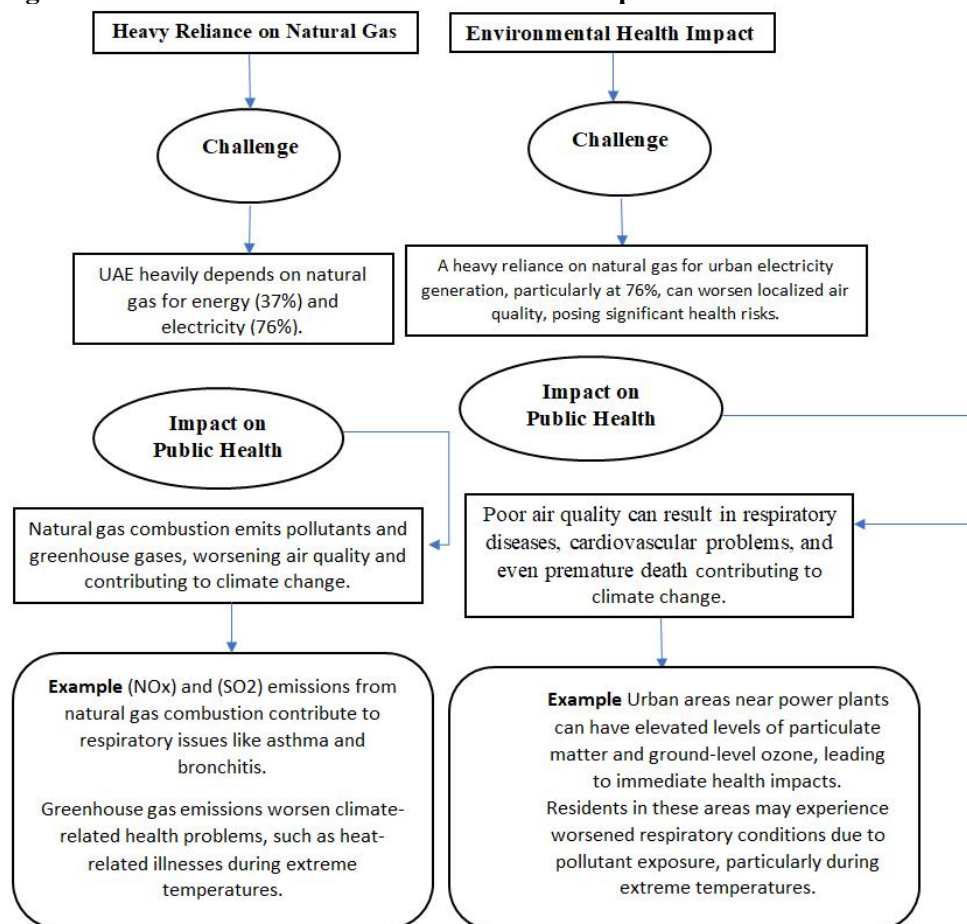 Heavy Reliance on Natural Gas
Challenge
UAE heavily depends on natural
gas for energy (37%) and
electricity (76%).
Impact on
Public Health
Natural gas combustion emits pollutants and
greenhouse gases, worsening air quality and
contributing to climate change.
Example (NOx) and (SO2) emissions from
natural gas combustion contribute to
respiratory issues like asthma and
bronchitis.
Greenhouse gas emissions worsen climate-
related health problems, such as heat-
related illnesses during extreme
temperatures.
Environmental Health Impact
Challenge
A heavy reliance on natural gas for urban electricity
generation, particularly at 76%, can worsen localized air
quality, posing significant health risks.
Impact on
Public Health
Poor air quality can result in respiratory
diseases, cardiovascular problems, and
even premature death contributing to
climate change.
Example Urban areas near power plants
can have elevated levels of particulate
matter and ground-level ozone, leading
to immediate health impacts.
Residents in these areas may experience
worsened respiratory conditions due to
pollutant exposure, particularly during
extreme temperatures.